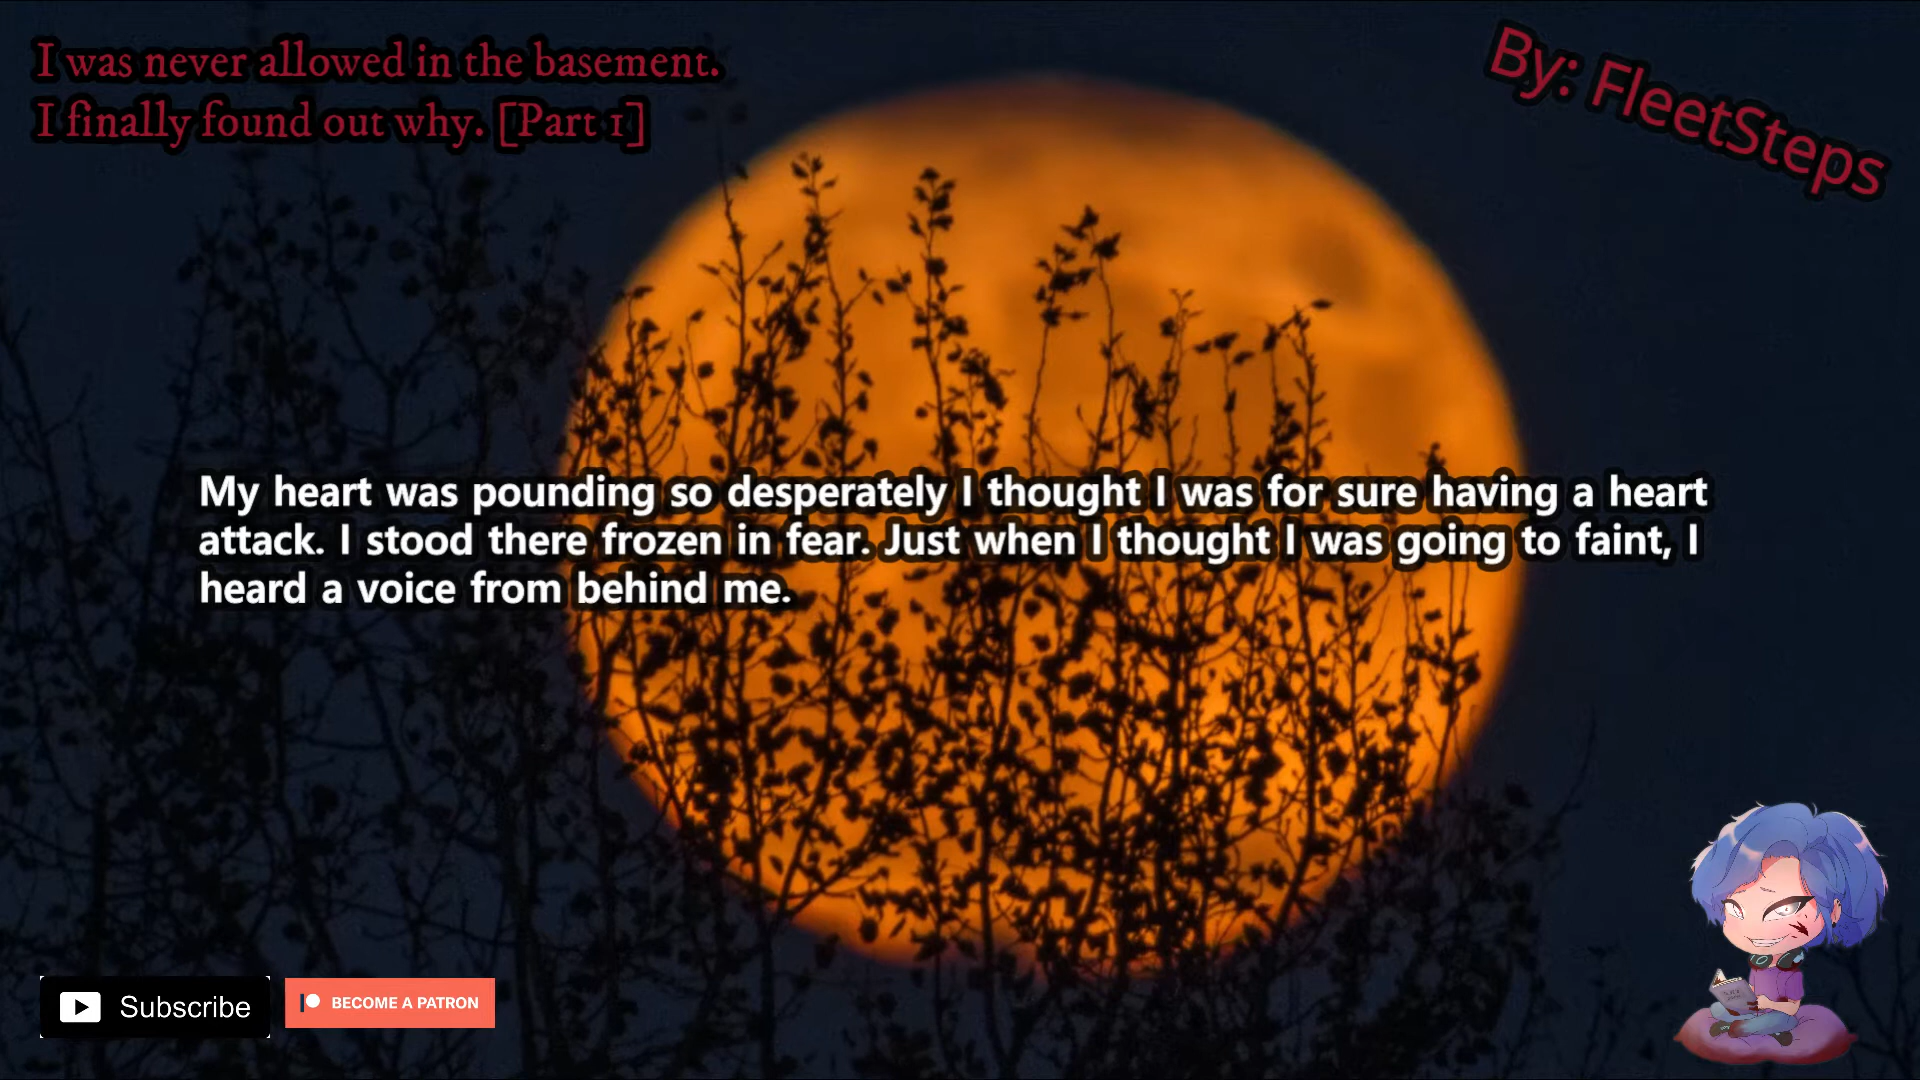 I was never allowed in the basement.
I finally found out why. [Part 1]
By: FleetSteps
My heart was pounding so desperately I thought I was for sure having a heart
attack. I stood there frozen in fear. Just when I thought I was going to faint, I
heard a voice from behind me.
Subscribe
BECOME A PATRON